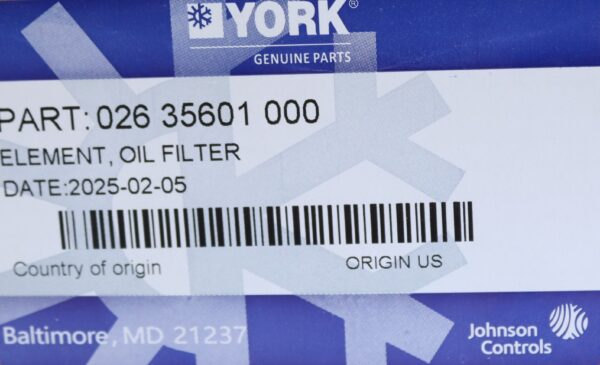 YORK®
GENUINE PARTS
PART: 026 35601 000
ELEMENT, OIL FILTER
DATE:2025-02-05
Country of origin ORIGIN US
Baltimore, MD 21237
Johnson
Controls